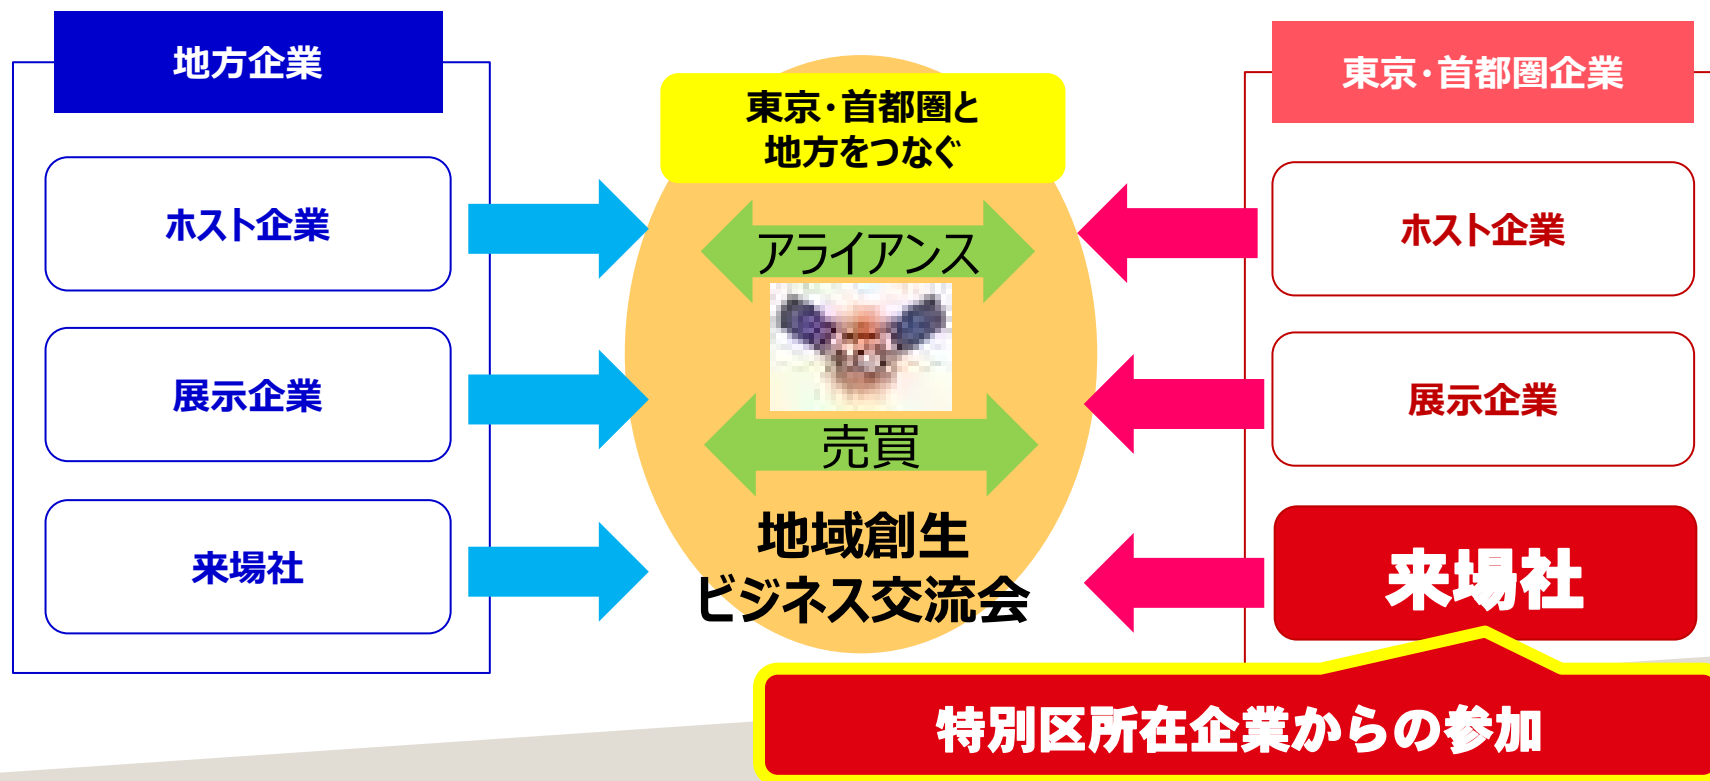 地方企業
ホスト企業
展示企業
来場社
東京・首都圏と
地方をつなぐ
アライアンス
売買
地域創生
ビジネス交流会
東京・首都圏企業
ホスト企業
展示企業
来場社
特別区所在企業からの参加